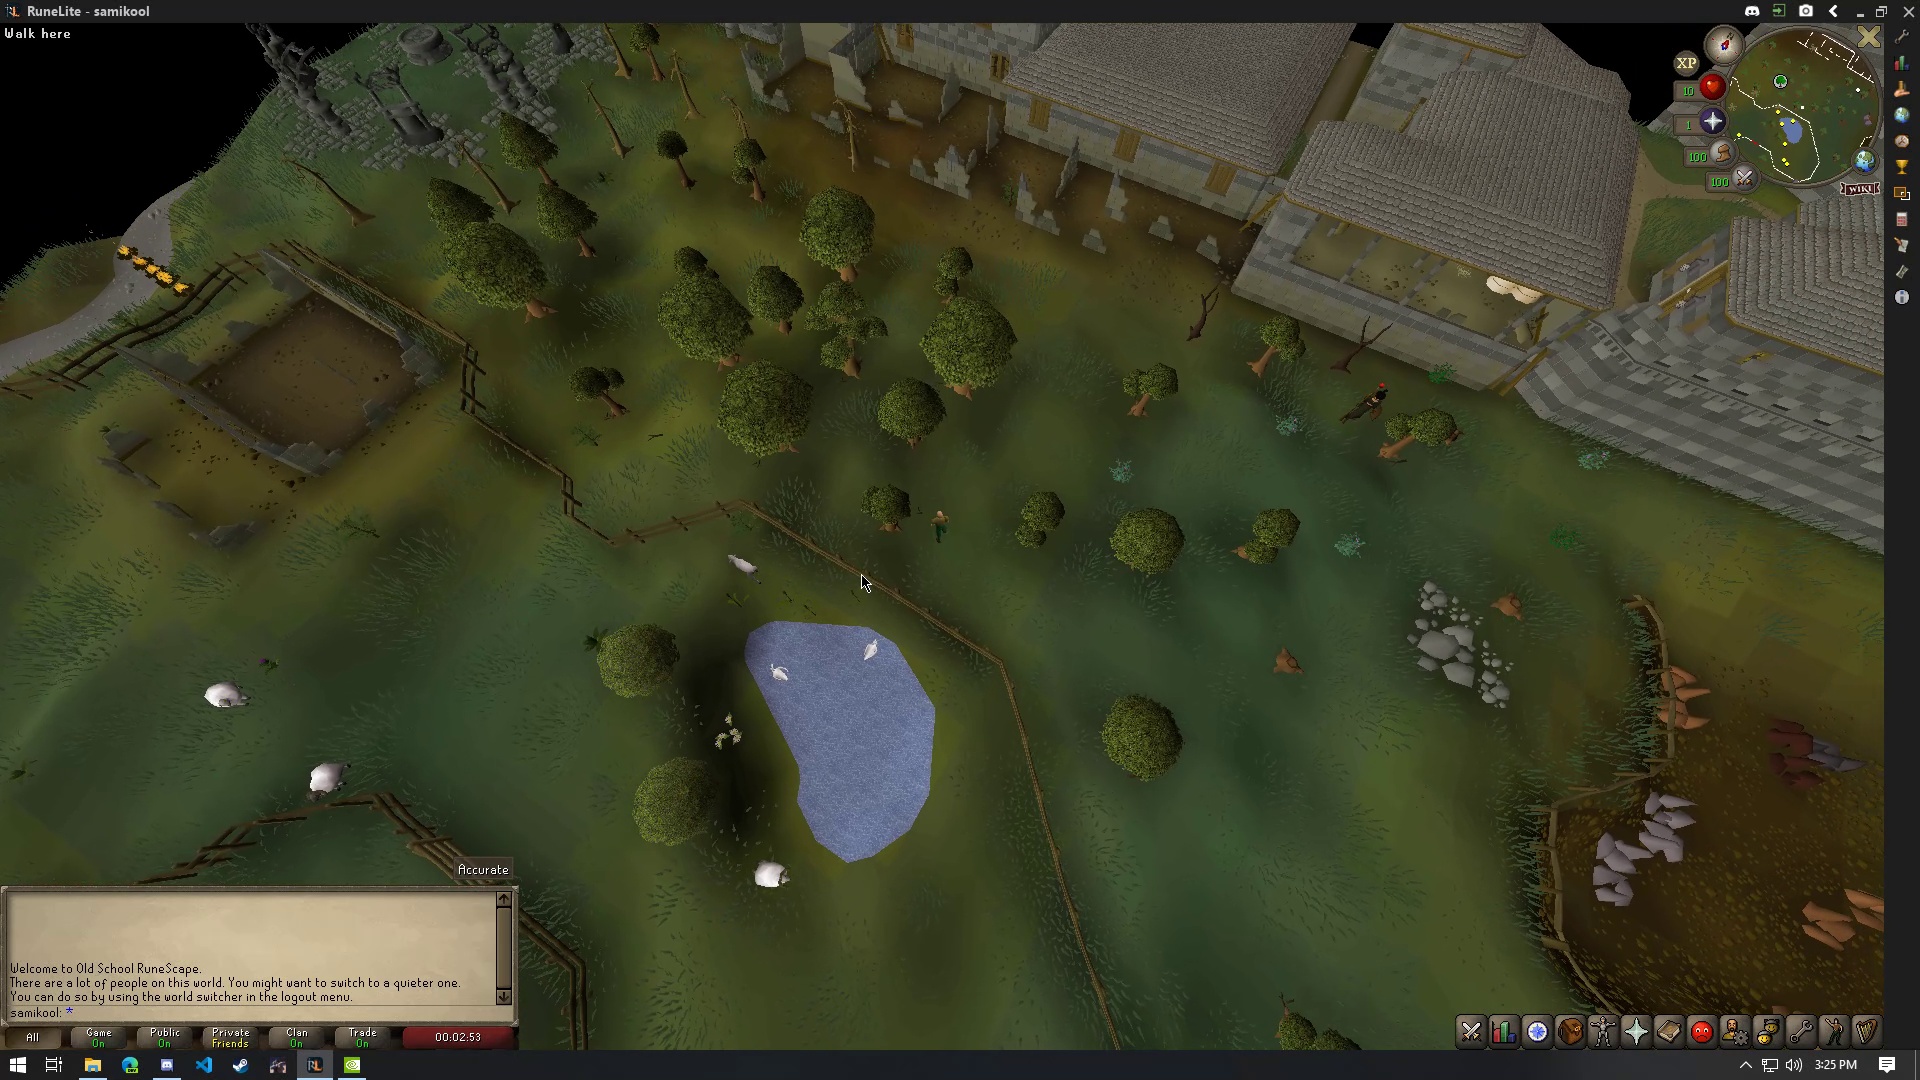 RuneLite - samikool
Walk here
XP
10
1
100
100
WIKI
Accurate
Welcome to Old School RuneScape.
There are a lot of people on this world. You might want to switch to a quieter one.
You can do so by using the world switcher in the logout menu.
samikool: *
All
Game
On
Public
On
Private
Friends
Clan
On
Trade
On
00:02:53
RL
3:25 PM